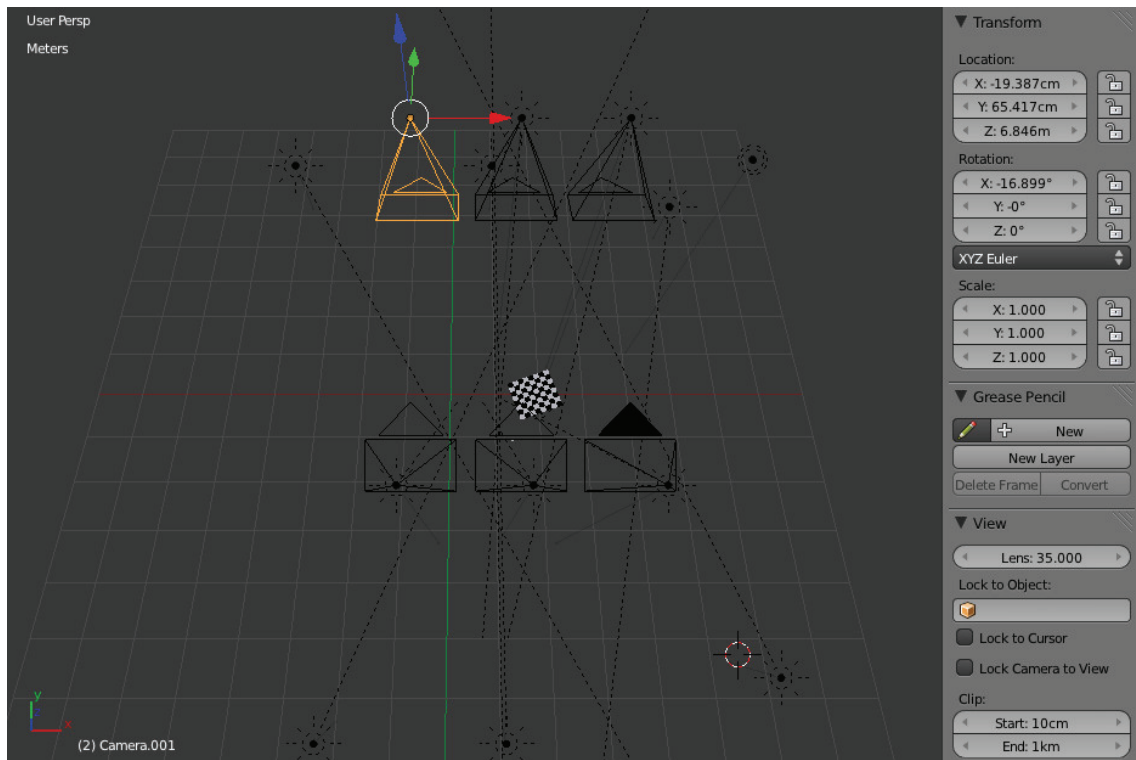 User Persp
Meters
y
x
(2) Camera.001
Transform
Location:
X: -19.387cm
Y: 65.417cm
Z: 6.846m
Rotation:
X: -16.899°
Y: -0°
Z: 0°
XYZ Euler
Scale:
X: 1.000
Y: 1.000
Z: 1.000
Grease Pencil
New
New Layer
Delete Frame Convert
View
Lens: 35.000
Lock to Object:
Lock to Cursor
Lock Camera to View
Clip:
Start: 10cm
End: 1km